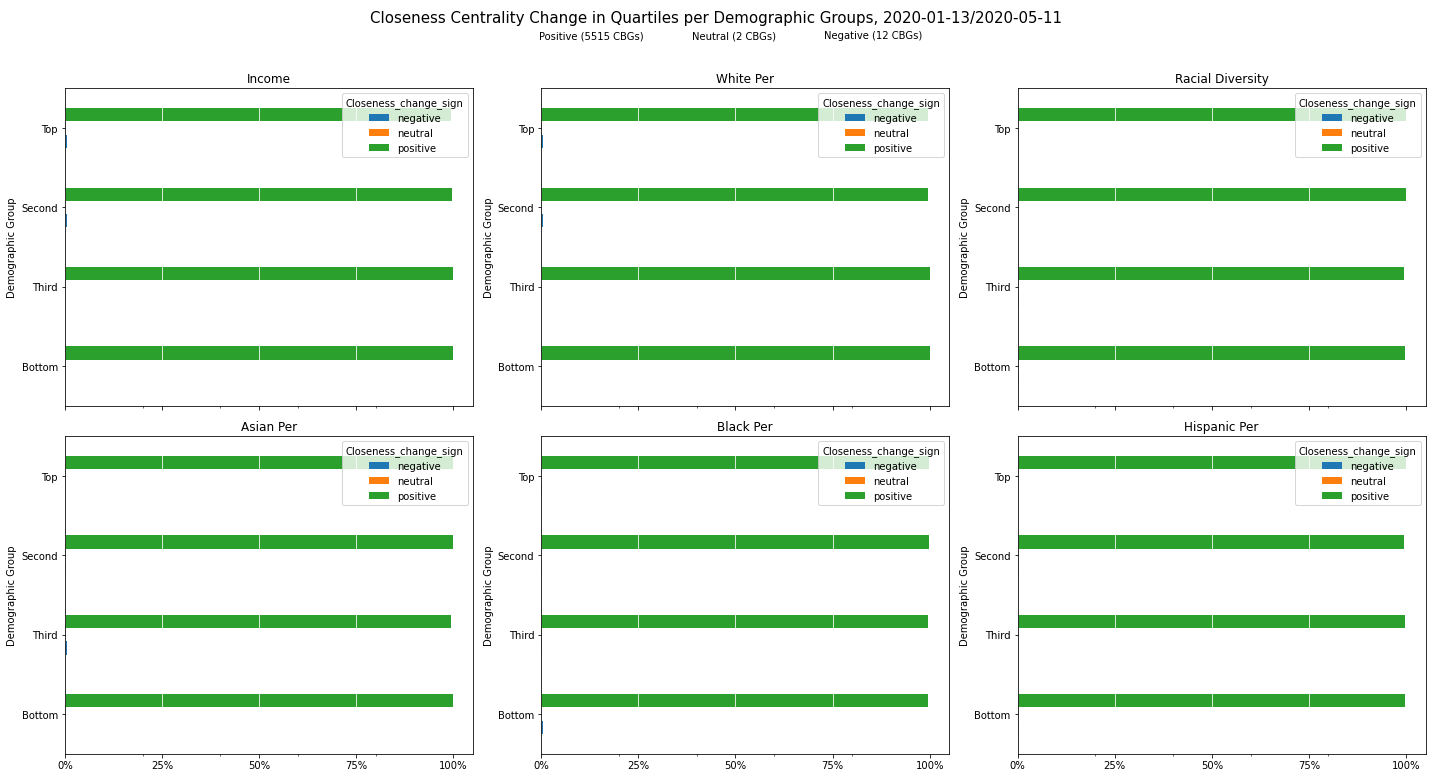 Closeness Centrality Change in Quartiles per Demographic Groups, 2020-01-13/2020-05-11
Positive (5515 CBGs) Neutral (2 CBGs) Negative (12 CBGs)
Income
Closeness_change_sign
negative
neutral
positive
Demographic Group
Top
Second
Third
Bottom
White Per
Closeness_change_sign
negative
neutral
positive
Demographic Group
Top
Second
Third
Bottom
Racial Diversity
Closeness_change_sign
negative
neutral
positive
Demographic Group
Top
Second
Third
Bottom
Asian Per
Closeness_change_sign
negative
neutral
positive
Demographic Group
Top
Second
Third
Bottom
0% 25% 50% 75% 100%
Black Per
Closeness_change_sign
negative
neutral
positive
Demographic Group
Top
Second
Third
Bottom
0% 25% 50% 75% 100%
Hispanic Per
Closeness_change_sign
negative
neutral
positive
Demographic Group
Top
Second
Third
Bottom
0% 25% 50% 75% 100%